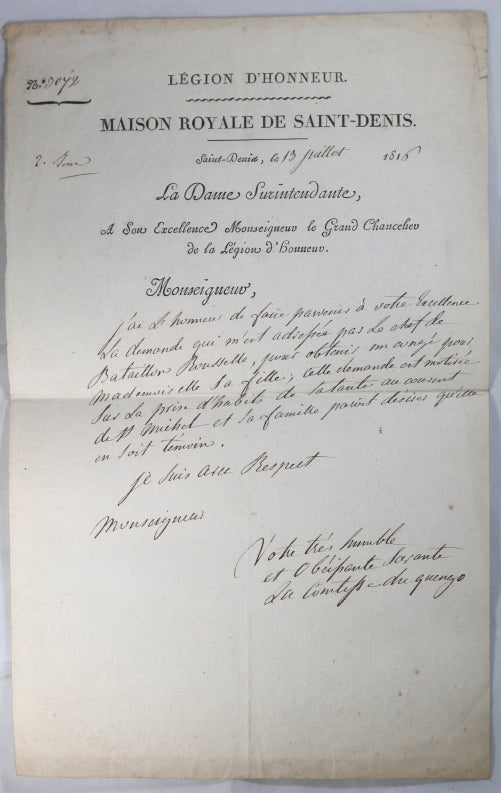 N.º 3072
LÉGION D'HONNEUR.
MAISON ROYALE DE SAINT-DENIS.
Saint-Denis, le 13 juillet 1816
2.
La Dame Surintendante,
A Son Excellence Monseigneur le Grand Chancelier
de la Légion d'Honneur.
Monseigneur,
j'ai L'honneur de faire parvenir à votre Excellence
La demande qui m'est adressée par Le chef de
Bataillon Rousselle, pour obtenir un congé pour
Mademoiselle Sa fille; cette demande est motivée
Sur La prise d'habits de Sa tante au couvent
de St Michel et Sa famille paroit desirer qu'elle
en Soit témoin.
Je Suis avec Respect
Monseigneur
Votre très humble
et Obéissante Servante
La Comtesse du quengo